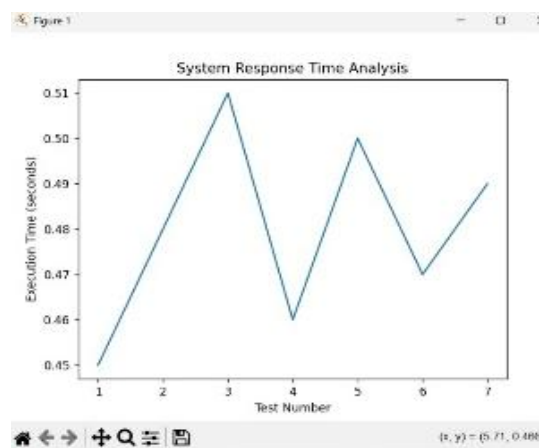 Figure 1
System Response Time Analysis
0.51
0.50
0.49
0.48
0.47
0.46
0.45
Execution Time (seconds)
1 2 3 4 5 6 7
Test Number